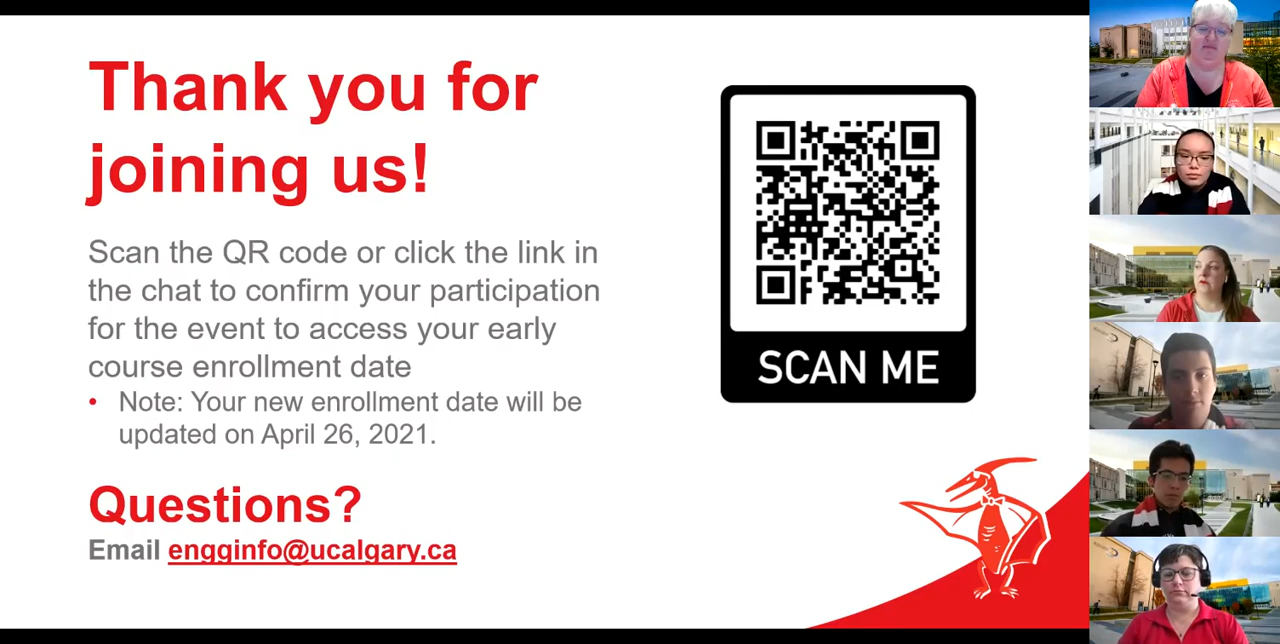 Thank you for
joining us!
Scan the QR code or click the link in
the chat to confirm your participation
for the event to access your early
course enrollment date
• Note: Your new enrollment date will be
updated on April 26, 2021.
Questions?
Email engginfo@ucalgary.ca
SCAN ME